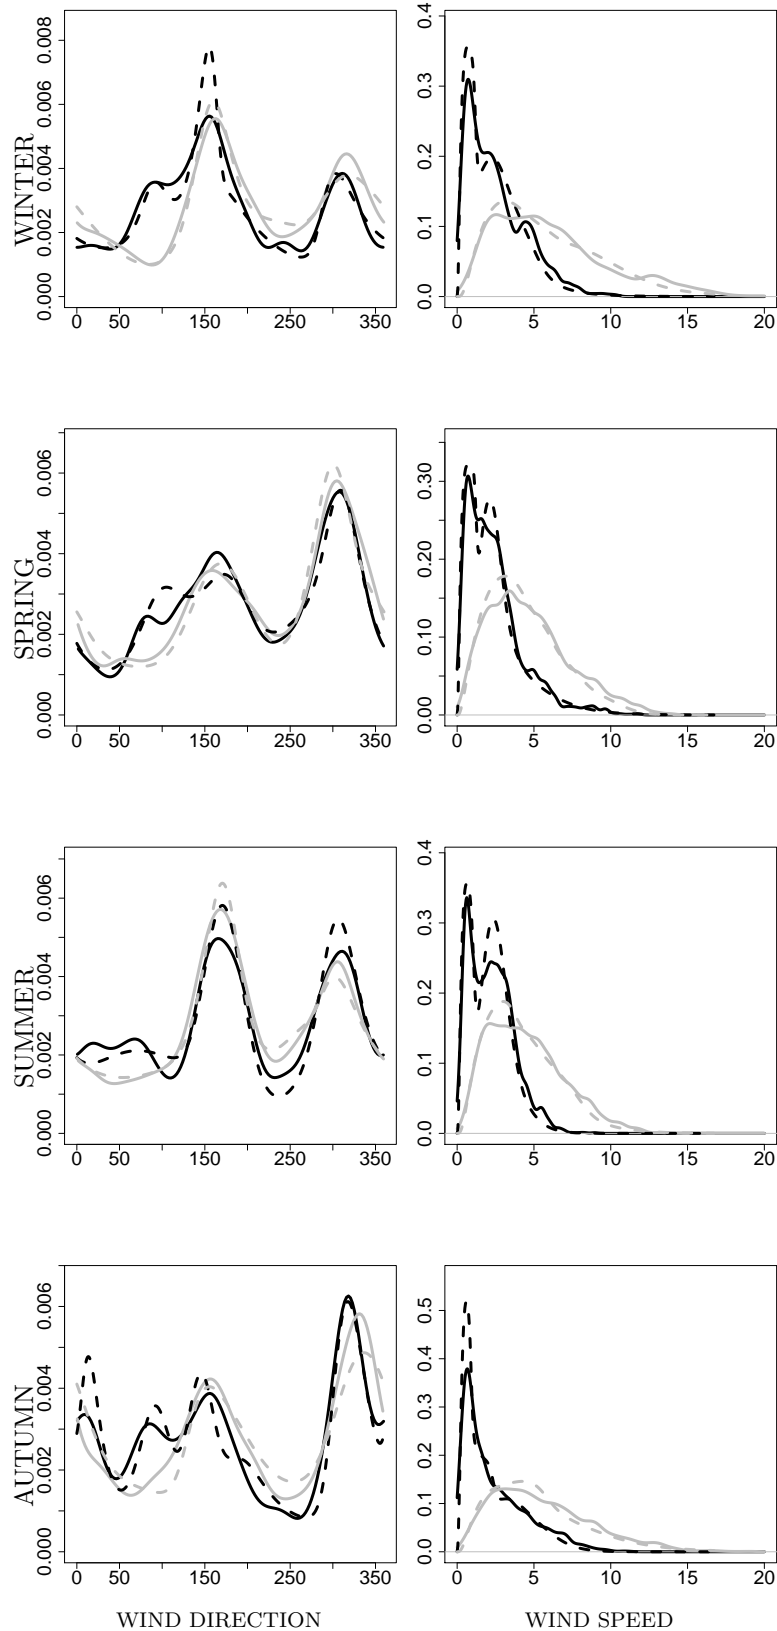 WINTER
0.000 0.002 0.004 0.006 0.008
0 50 150 250 350
0.0 0.1 0.2 0.3 0.4
0 5 10 15 20
SPRING
0.000 0.002 0.004 0.006
0 50 150 250 350
0.00 0.10 0.20 0.30
0 5 10 15 20
SUMMER
0.000 0.002 0.004 0.006
0 50 150 250 350
0.0 0.1 0.2 0.3 0.4
0 5 10 15 20
AUTUMN
0.000 0.002 0.004 0.006
0 50 150 250 350
0.0 0.1 0.2 0.3 0.4 0.5
0 5 10 15 20
WIND DIRECTION
WIND SPEED